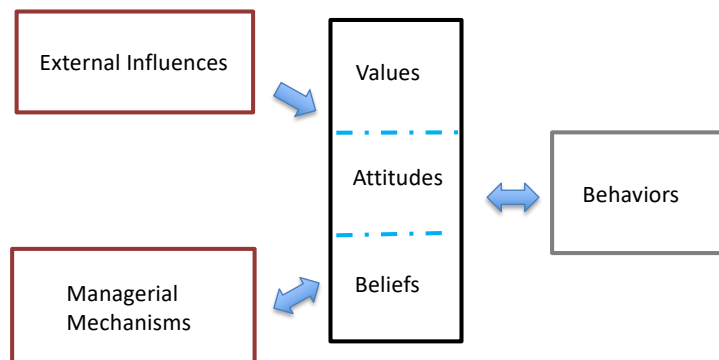 External Influences
Values
Attitudes
Behaviors
Managerial
Mechanisms
Beliefs